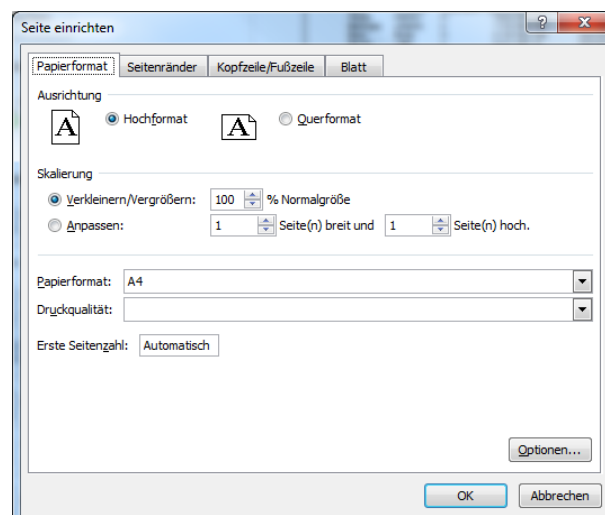 Seite einrichten
Papierformat Seitenränder Kopfzeile/Fußzeile Blatt
Ausrichtung
A Hochformat A Querformat
Skalierung
Verkleinern/Vergrößern: 100 % Normalgröße
Anpassen: 1 Seite(n) breit und 1 Seite(n) hoch.
Papierformat: A4
Druckqualität:
Erste Seitenzahl: Automatisch
Optionen...
OK Abbrechen